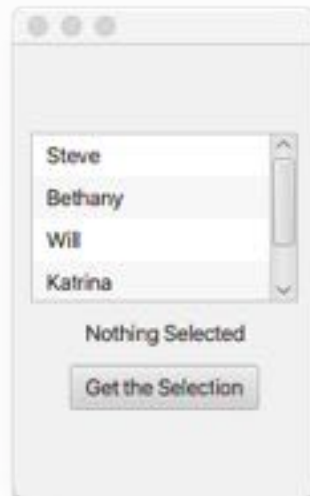 Steve
Bethany
Will
Katrina
Nothing Selected
Get the Selection